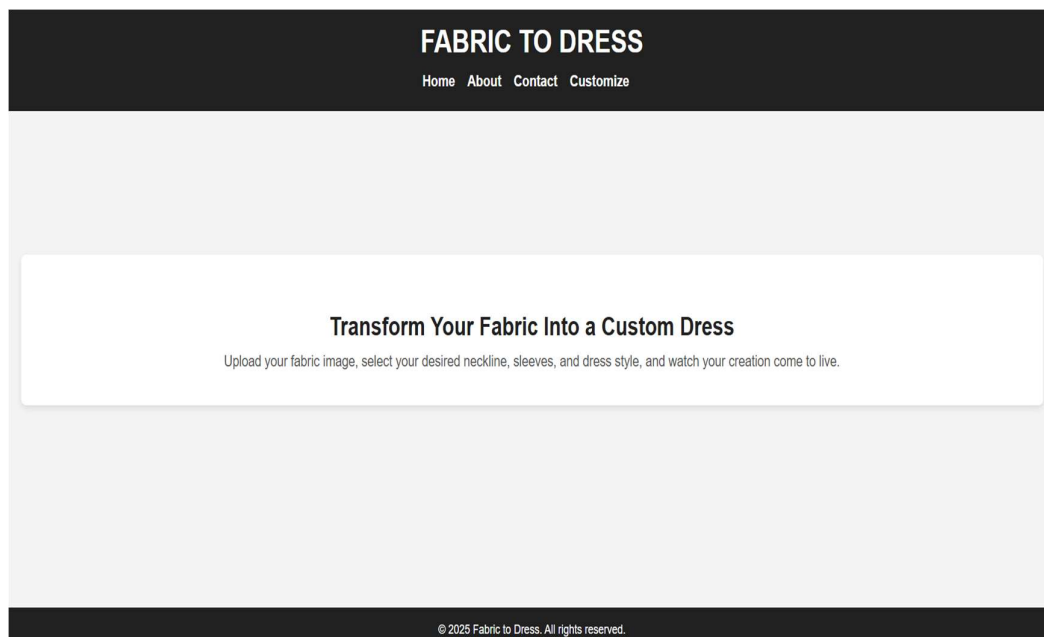 FABRIC TO DRESS
Home About Contact Customize
Transform Your Fabric Into a Custom Dress
Upload your fabric image, select your desired neckline, sleeves, and dress style, and watch your creation come to live.
© 2025 Fabric to Dress. All rights reserved.